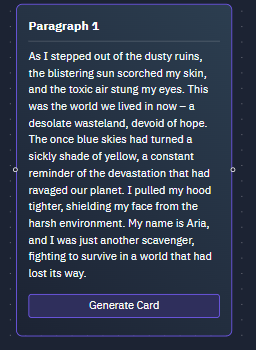 Paragraph 1
As I stepped out of the dusty ruins,
the blistering sun scorched my skin,
and the toxic air stung my eyes. This
was the world we lived in now – a
desolate wasteland, devoid of hope.
The once blue skies had turned a
sickly shade of yellow, a constant
reminder of the devastation that had
ravaged our planet. I pulled my hood
tighter, shielding my face from the
harsh environment. My name is Aria,
and I was just another scavenger,
fighting to survive in a world that had
lost its way.
Generate Card